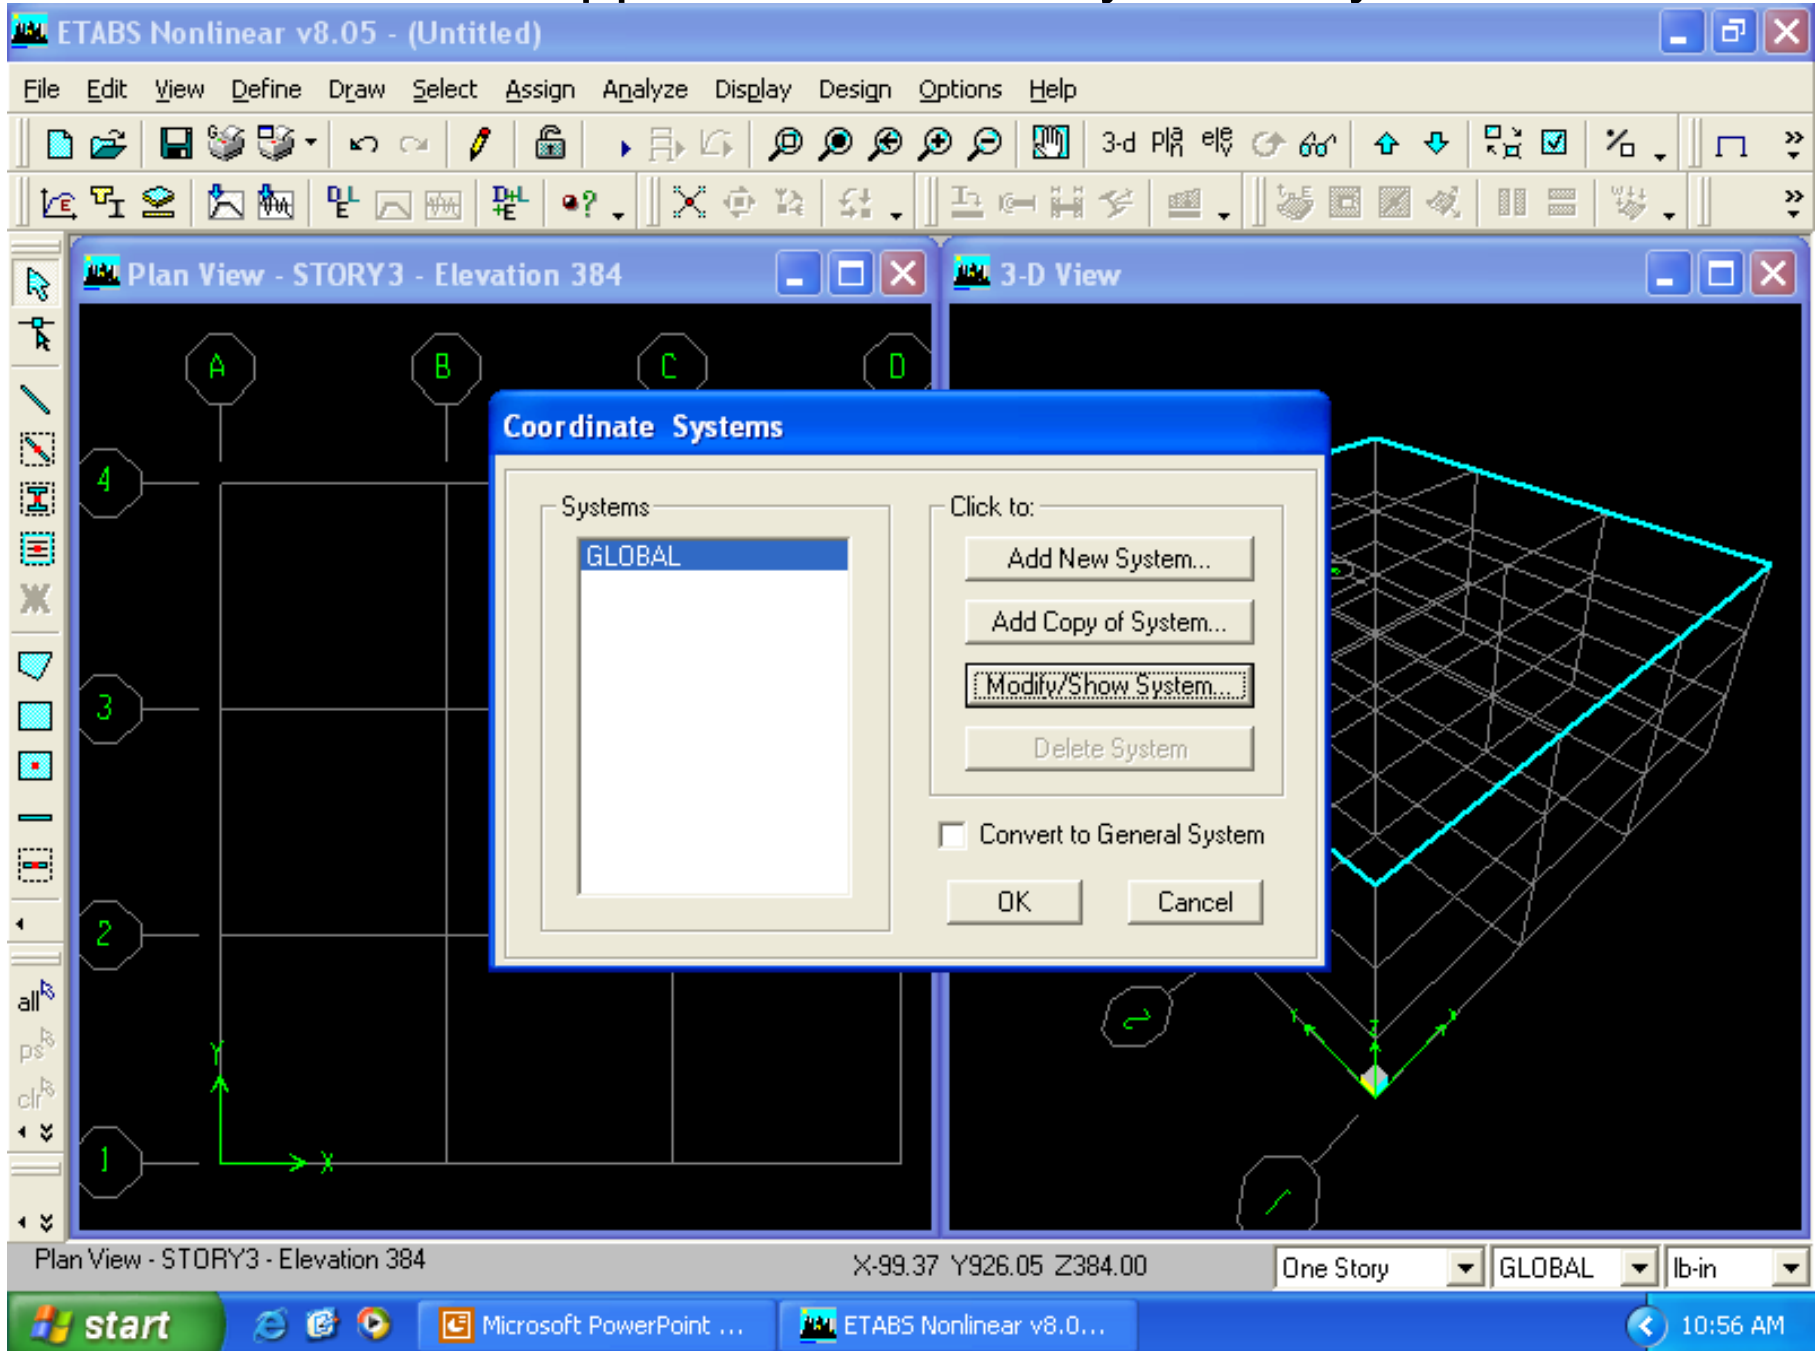 ETABS Nonlinear v8.05 - (Untitled)
File Edit View Define Draw Select Assign Analyze Display Design Options Help
3-d
E
D L E
D+L +E
?
Plan View - STORY3 - Elevation 384
3-D View
A B C D
4
3
2
1
Y
X
Coordinate Systems
Systems
GLOBAL
Click to:
Add New System...
Add Copy of System...
Modify/Show System...
Delete System
Convert to General System
OK Cancel
2
1
Y Z X
all
ps
clr
Plan View - STORY3 - Elevation 384
X-99.37 Y926.05 Z384.00
One Story
GLOBAL
lb-in
start
Microsoft PowerPoint ...
ETABS Nonlinear v8.0...
10:56 AM